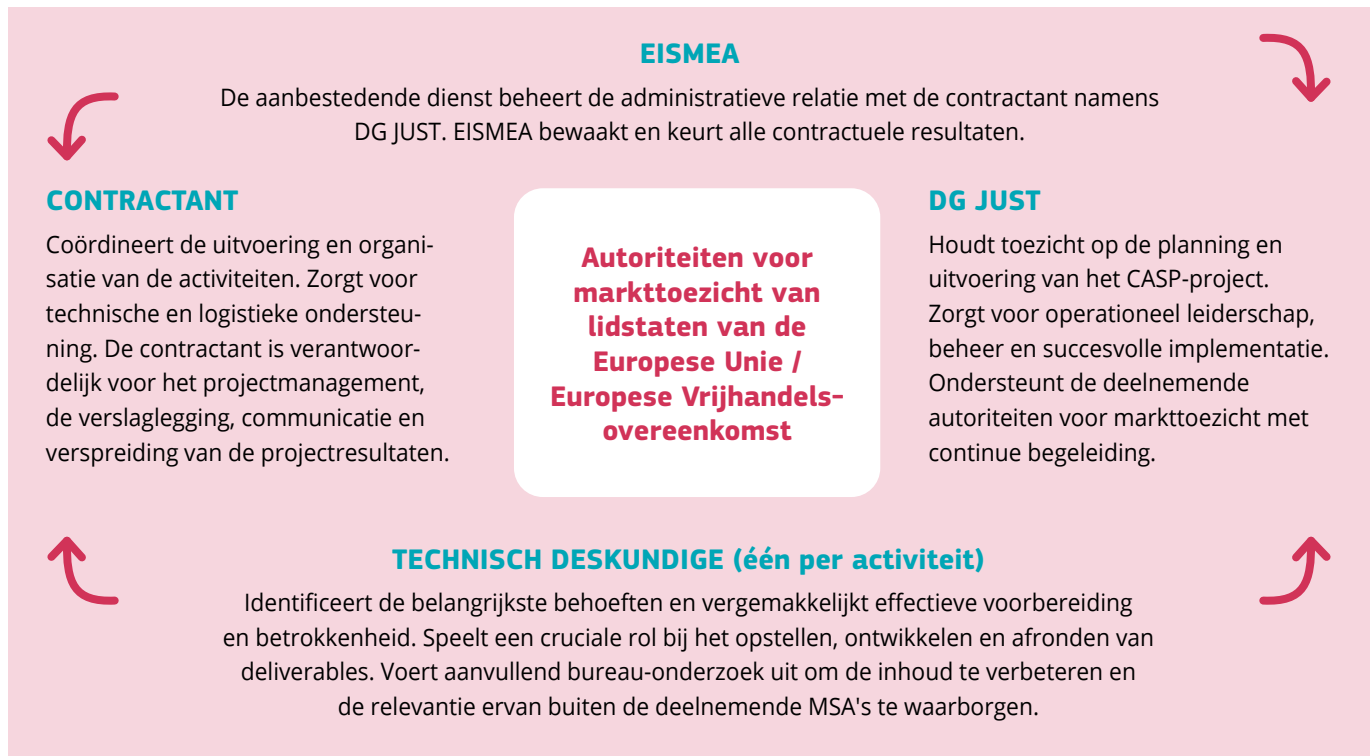 EISMEA
De aanbestedende dienst beheert de administratieve relatie met de contractant namens
DG JUST. EISMEA bewaakt en keurt alle contractuele resultaten.
CONTRACTANT
Coördineert de uitvoering en organi-
satie van de activiteiten. Zorgt voor
technische en logistieke ondersteu-
ning. De contractant is verantwoor-
delijk voor het projectmanagement,
de verslaglegging, communicatie en
verspreiding van de projectresultaten.
Autoriteiten voor
markttoezicht van
lidstaten van de
Europese Unie /
Europese Vrijhandels-
overeenkomst
DG JUST
Houdt toezicht op de planning en
uitvoering van het CASP-project.
Zorgt voor operationeel leiderschap,
beheer en succesvolle implementatie.
Ondersteunt de deelnemende
autoriteiten voor markttoezicht met
continue begeleiding.
TECHNISCH DESKUNDIGE (één per activiteit)
Identificeert de belangrijkste behoeften en vergemakkelijkt effectieve voorbereiding
en betrokkenheid. Speelt een cruciale rol bij het opstellen, ontwikkelen en afronden van
deliverables. Voert aanvullend bureau-onderzoek uit om de inhoud te verbeteren en
de relevantie ervan buiten de deelnemende MSA's te waarborgen.